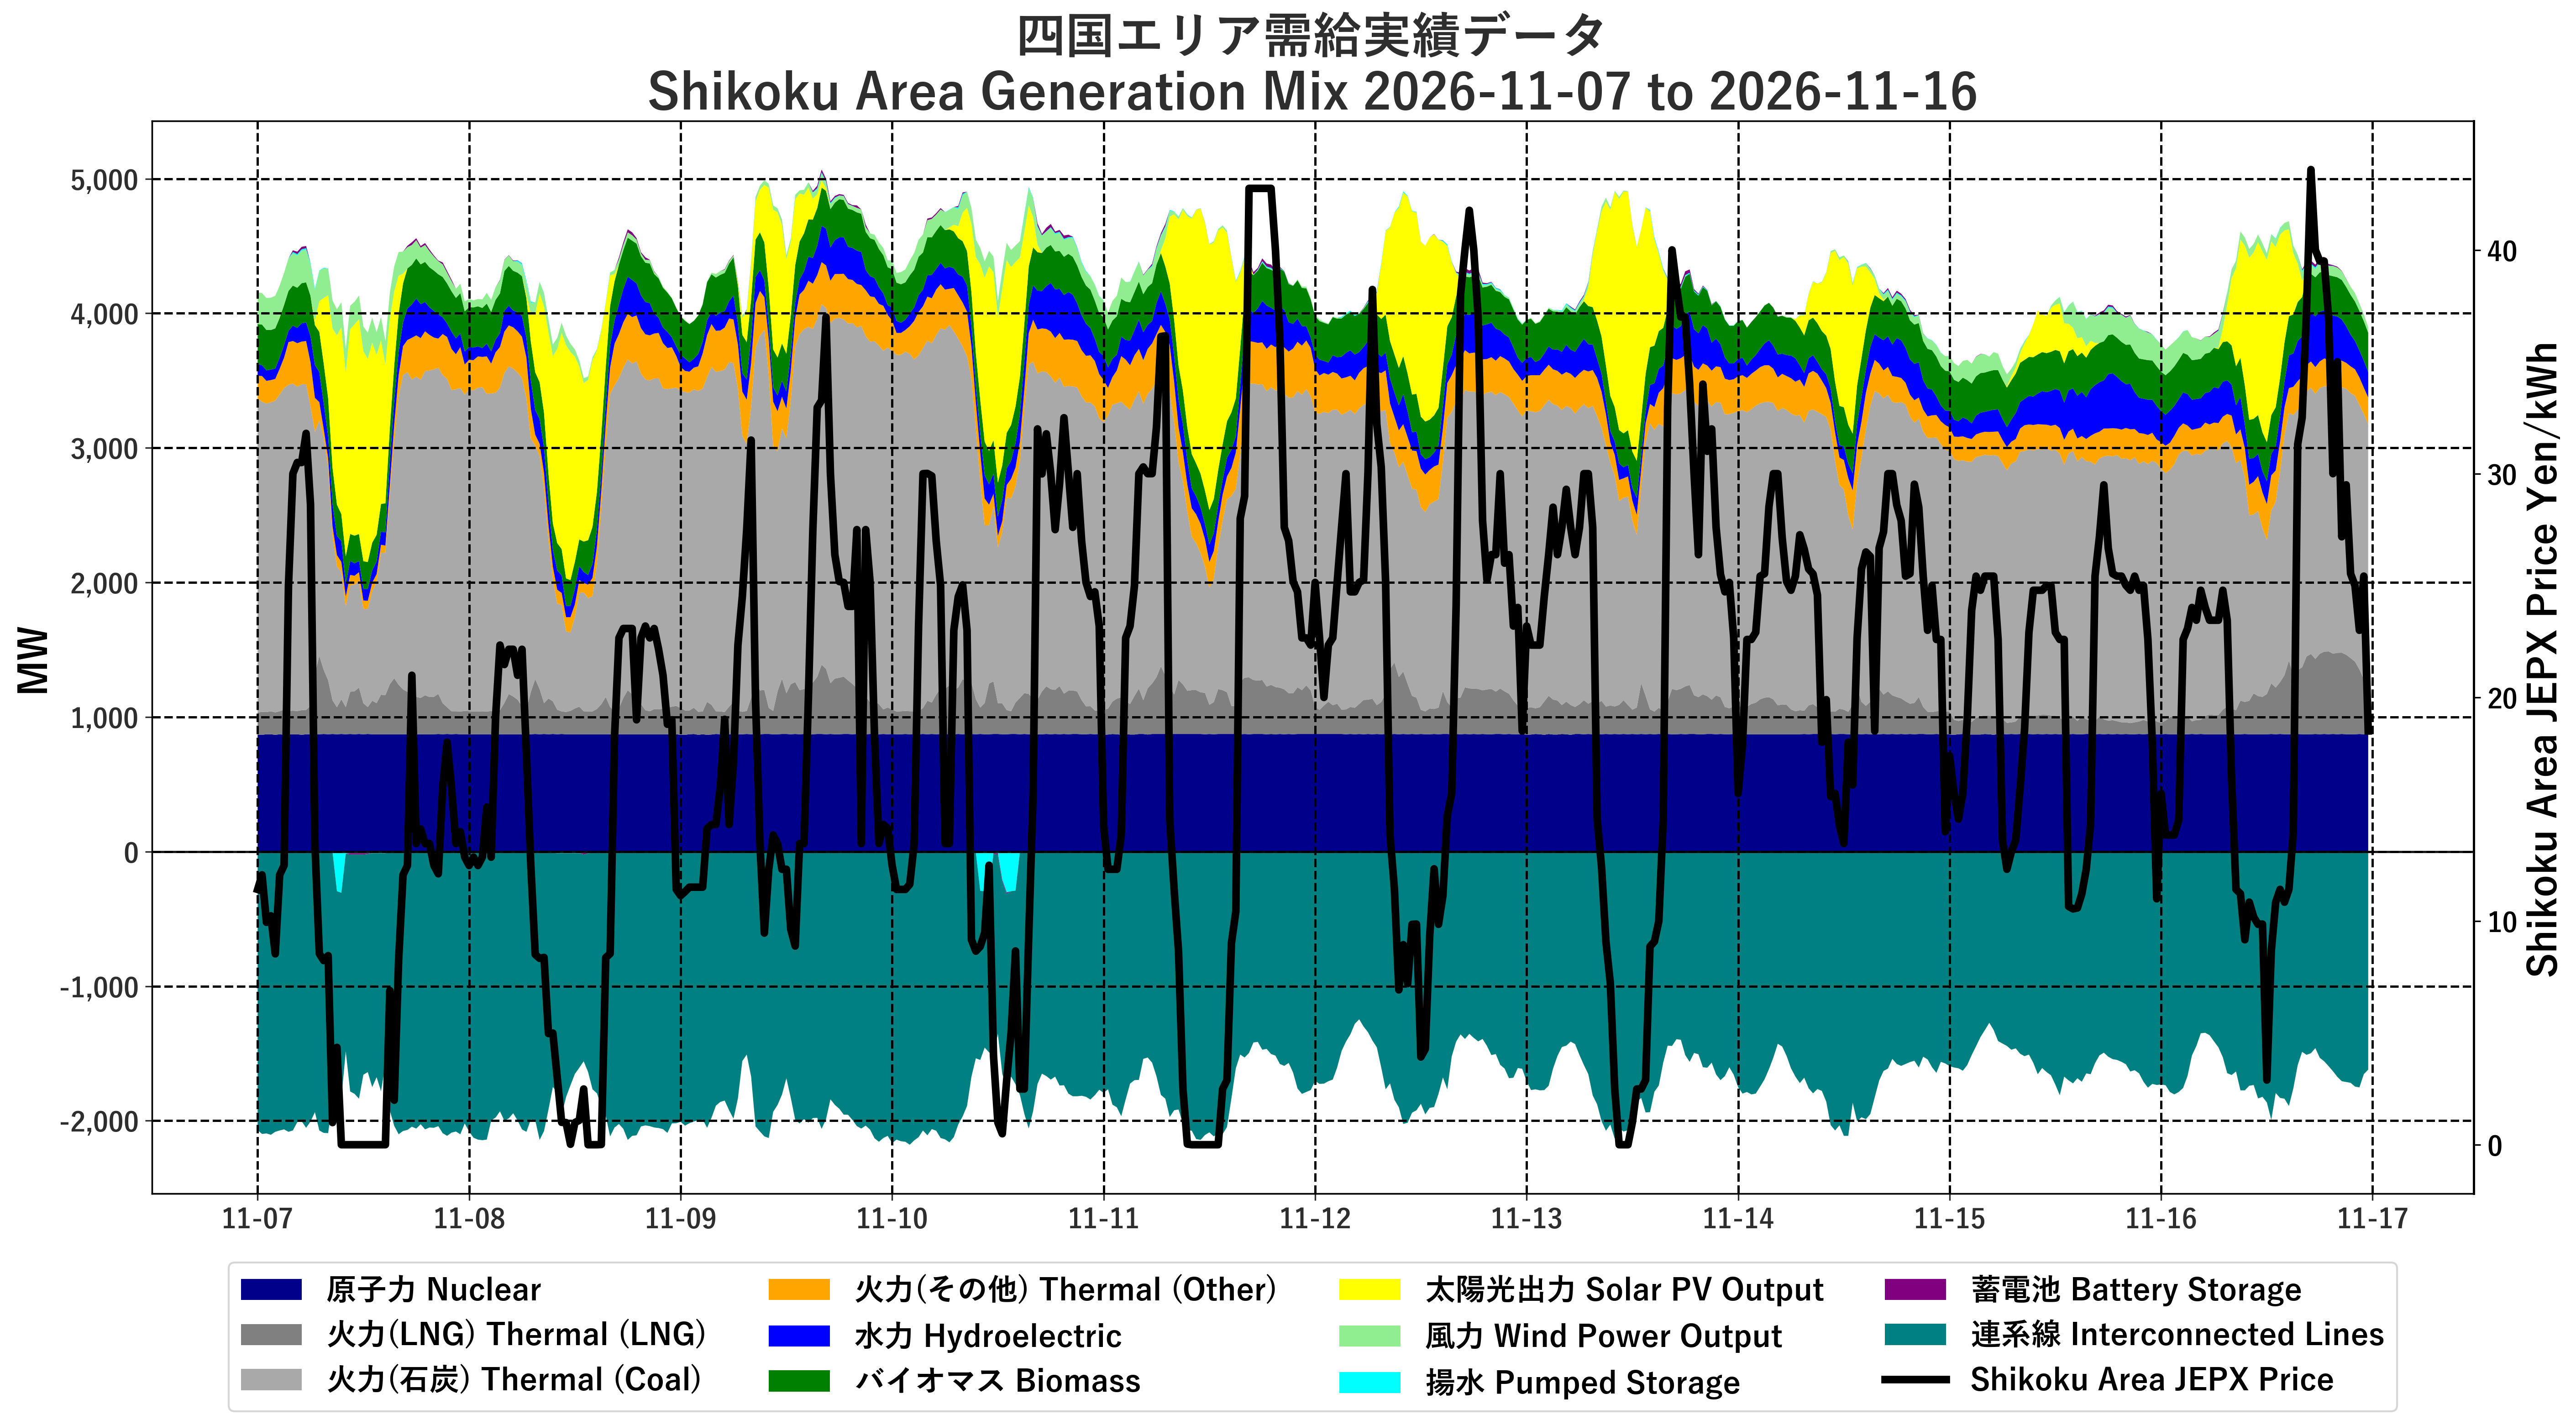 四国エリア需給実績データ
Shikoku Area Generation Mix 2026-11-07 to 2026-11-16
MW
5,000
4,000
3,000
2,000
1,000
0
-1,000
-2,000
Shikoku Area JEPX Price Yen/kWh
40
30
20
10
0
11-07
11-08
11-09
11-10
11-11
11-12
11-13
11-14
11-15
11-16
11-17
原子力 Nuclear
火力(LNG) Thermal (LNG)
火力(石炭) Thermal (Coal)
火力(その他) Thermal (Other)
水力 Hydroelectric
バイオマス Biomass
太陽光出力 Solar PV Output
風力 Wind Power Output
揚水 Pumped Storage
蓄電池 Battery Storage
連系線 Interconnected Lines
Shikoku Area JEPX Price